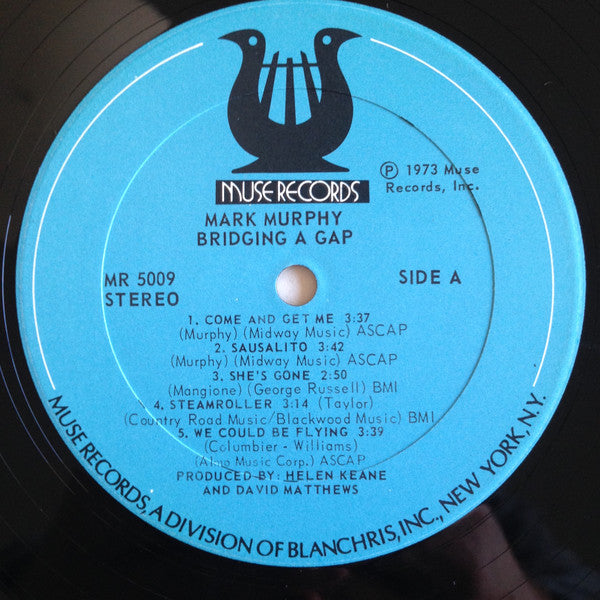 MUSE RECORDS
℗ 1973 Muse
Records, Inc.
MARK MURPHY
BRIDGING A GAP
MR 5009
STEREO
SIDE A
1. COME AND GET ME 3:37
(Murphy) (Midway Music) ASCAP
2. SAUSALITO 3:42
(Murphy) (Midway Music) ASCAP
3. SHE'S GONE 2:50
(Mangione) (George Russell) BMI
4. STEAMROLLER 3:14 (Taylor)
(Country Road Music/Blackwood Music) BMI
5. WE COULD BE FLYING 3:39
(Columbier - Williams)
(Almo Music Corp.) ASCAP
PRODUCED BY: HELEN KEANE
AND DAVID MATTHEWS
MUSE RECORDS, A DIVISION OF BLANCHRIS, INC., NEW YORK, N.Y.